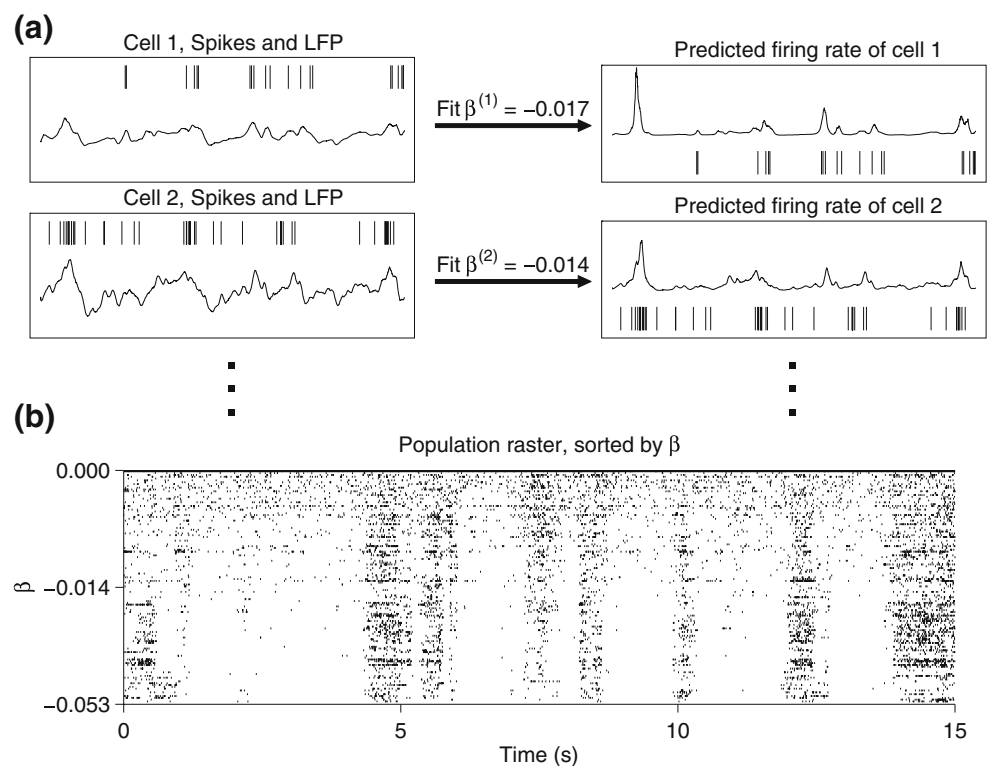 (a)
Cell 1, Spikes and LFP
Predicted firing rate of cell 1
Fit β(1) = −0.017
Cell 2, Spikes and LFP
Predicted firing rate of cell 2
Fit β(2) = −0.014
(b)
Population raster, sorted by β
0.000
−0.014
−0.053
β
0
5
10
15
Time (s)